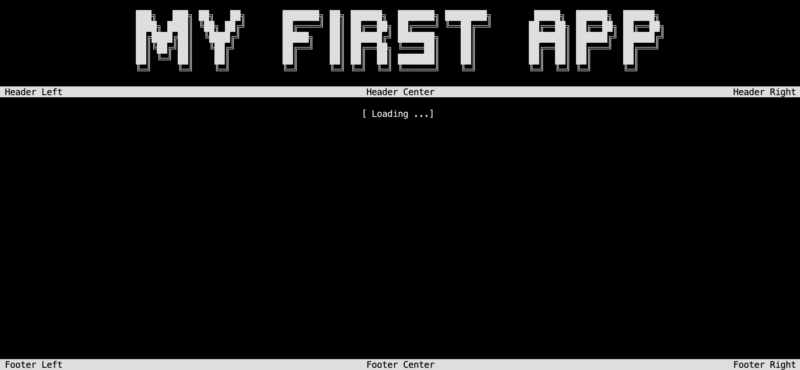 MY FIRST APP
Header Left Header Center Header Right
[ Loading ...]
Footer Left Footer Center Footer Right